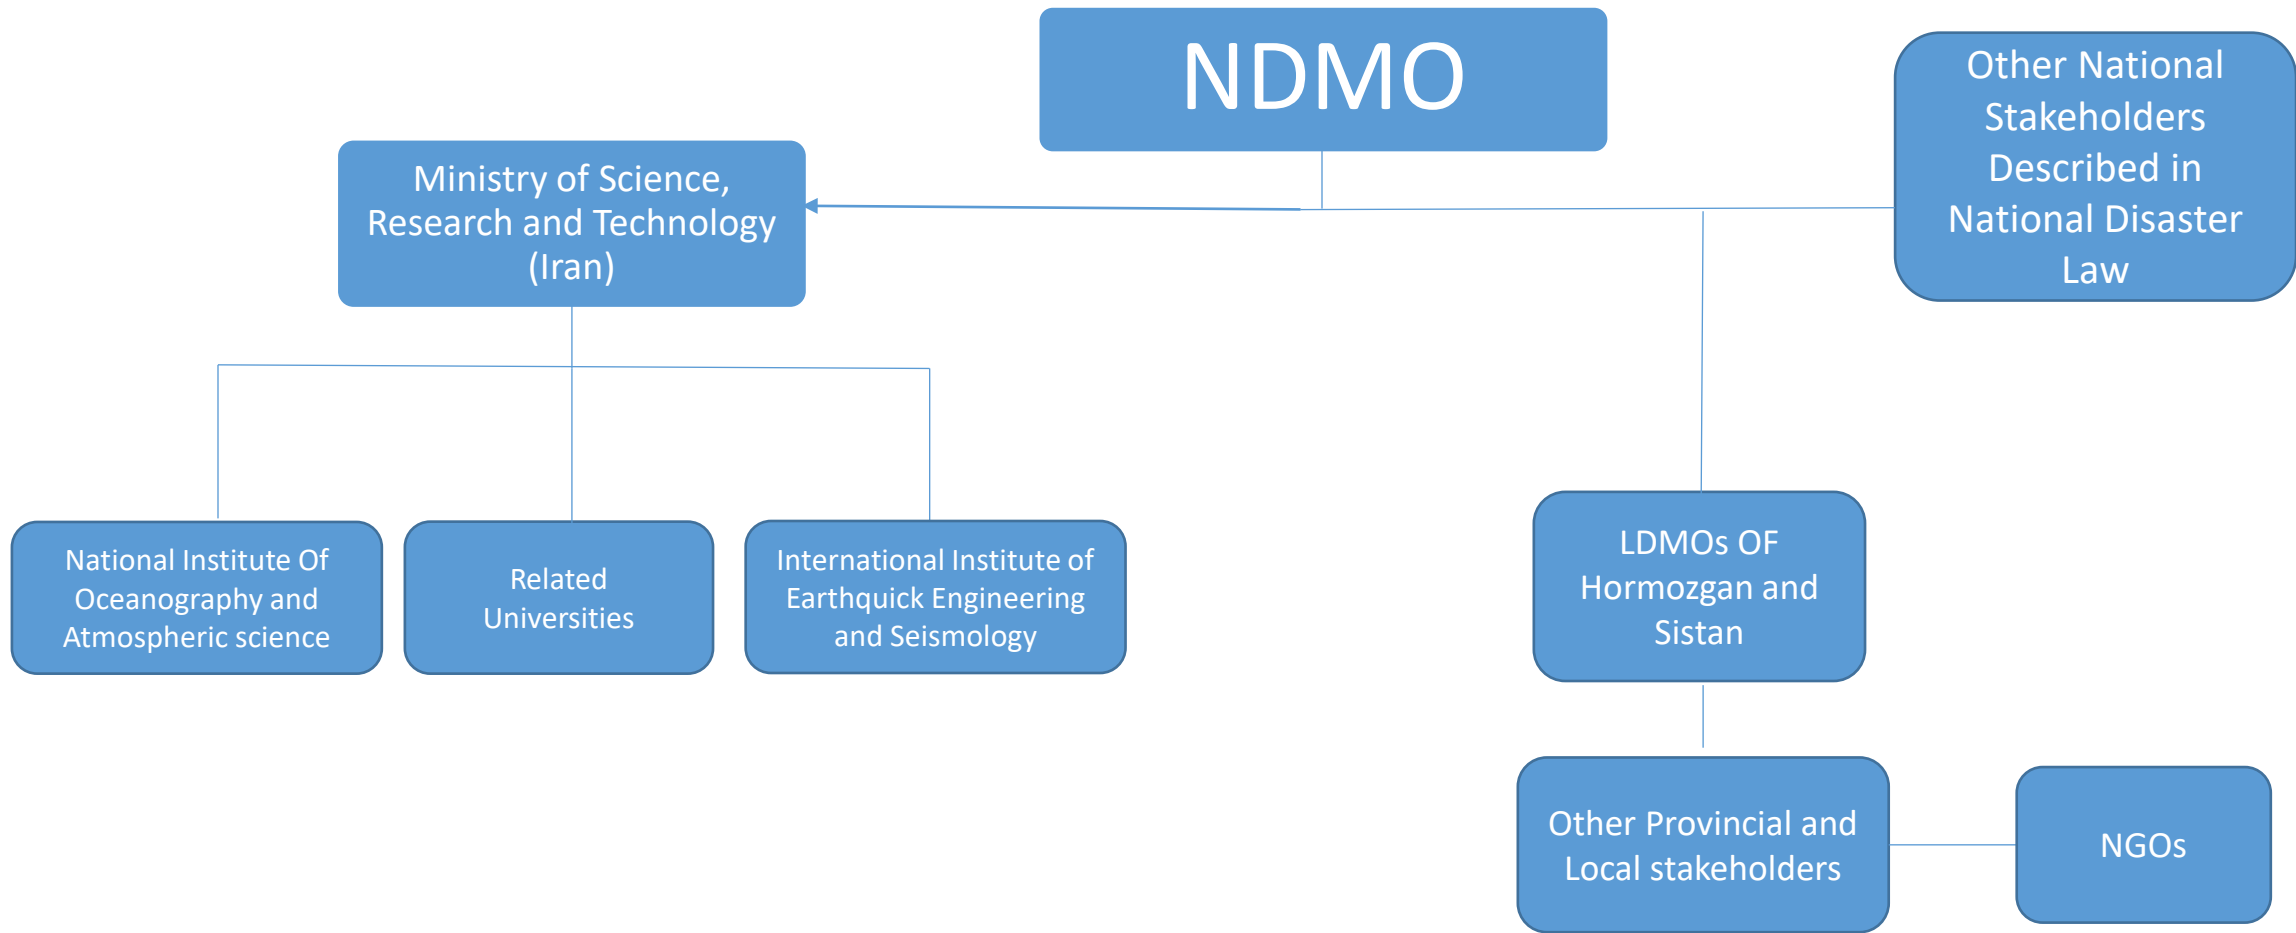 NDMO
Other National
Stakeholders
Described in
National Disaster
Law
Ministry of Science,
Research and Technology
(Iran)
National Institute Of
Oceanography and
Atmospheric science
Related
Universities
International Institute of
Earthquick Engineering
and Seismology
LDMOs OF
Hormozgan and
Sistan
Other Provincial and
Local stakeholders
NGOs